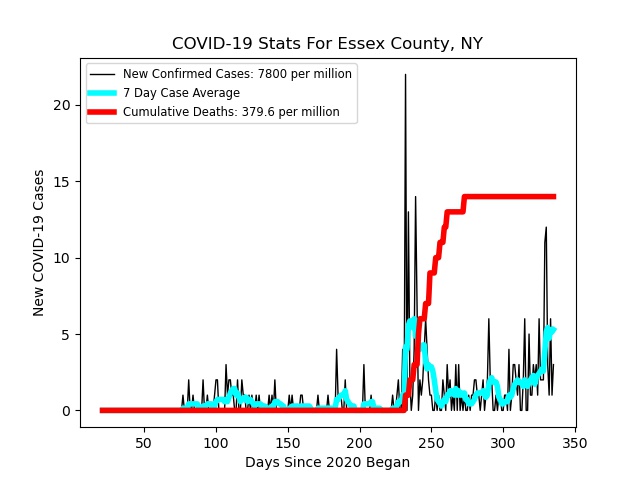 COVID-19 Stats For Essex County, NY
New Confirmed Cases: 7800 per million
7 Day Case Average
Cumulative Deaths: 379.6 per million
New COVID-19 Cases
20
15
10
5
0
50 100 150 200 250 300 350
Days Since 2020 Began